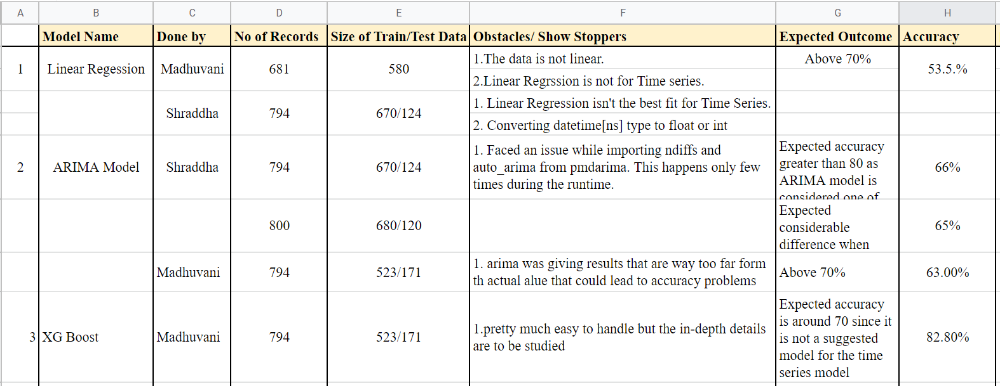 A B C D E F G H
Model Name Done by No of Records Size of Train/Test Data Obstacles/ Show Stoppers Expected Outcome Accuracy
1 Linear Regession Madhuvani 681 580 1.The data is not linear. Above 70% 53.5.%
2.Linear Regrssion is not for Time series.
Shraddha 794 670/124 1. Linear Regression isn't the best fit for Time Series.
2. Converting datetime[ns] type to float or int
2 ARIMA Model Shraddha 794 670/124 1. Faced an issue while importing ndiffs and
auto_arima from pmdarima. This happens only few
times during the runtime.
Expected accuracy
greater than 80 as
ARIMA model is
considered one of
66%
800 680/120 Expected
considerable
difference when
65%
Madhuvani 794 523/171 1. arima was giving results that are way too far form
th actual alue that could lead to accuracy problems
Above 70% 63.00%
3 XG Boost Madhuvani 794 523/171 1.pretty much easy to handle but the in-depth details
are to be studied
Expected accuracy
is around 70 since it
is not a suggested
model for the time
series model
82.80%